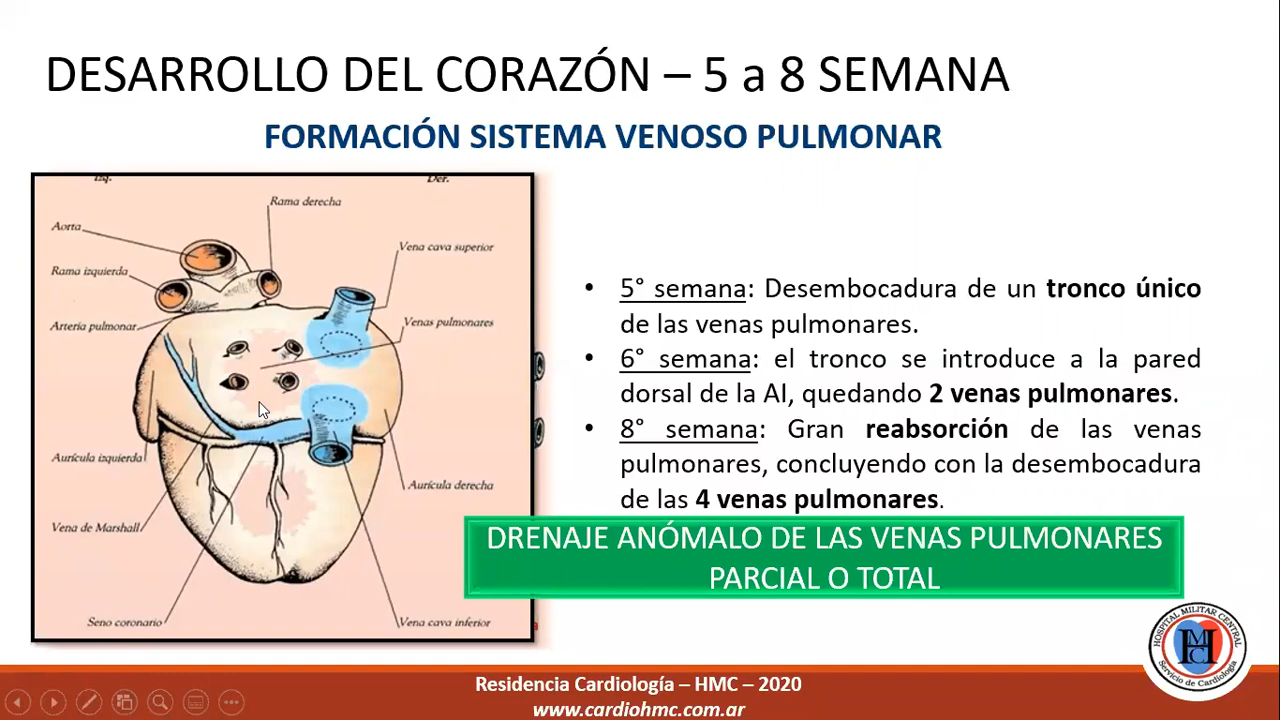 DESARROLLO DEL CORAZÓN – 5 a 8 SEMANA
FORMACIÓN SISTEMA VENOSO PULMONAR
Izq.
Der.
Rama derecha
Aorta
Vena cava superior
Rama izquierda
Arteria pulmonar
Venas pulmonares
Aurícula izquierda
Aurícula derecha
Vena de Marshall
Seno coronario
Vena cava inferior
• 5° semana: Desembocadura de un tronco único
de las venas pulmonares.
• 6° semana: el tronco se introduce a la pared
dorsal de la AI, quedando 2 venas pulmonares.
• 8° semana: Gran reabsorción de las venas
pulmonares, concluyendo con la desembocadura
de las 4 venas pulmonares.
DRENAJE ANÓMALO DE LAS VENAS PULMONARES
PARCIAL O TOTAL
HOSPITAL MILITAR CENTRAL
HMC
Servicio de Cardiología
Residencia Cardiología – HMC – 2020
www.cardiohmc.com.ar